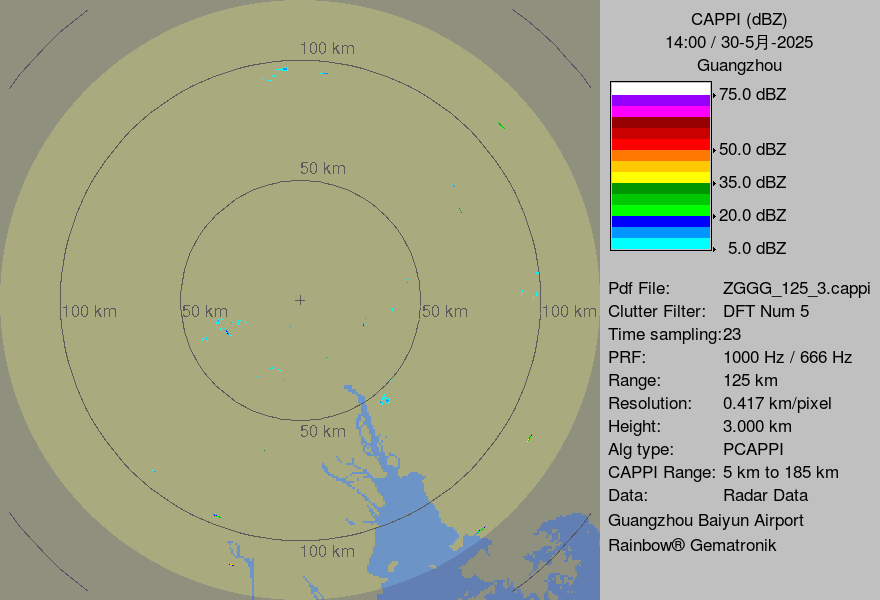 100 km
50 km
100 km
50 km
50 km
100 km
50 km
100 km
CAPPI (dBZ)
14:00 / 30-5月-2025
Guangzhou
75.0 dBZ
50.0 dBZ
35.0 dBZ
20.0 dBZ
5.0 dBZ
Pdf File: ZGGG_125_3.cappi
Clutter Filter: DFT Num 5
Time sampling:23
PRF: 1000 Hz / 666 Hz
Range: 125 km
Resolution: 0.417 km/pixel
Height: 3.000 km
Alg type: PCAPPI
CAPPI Range: 5 km to 185 km
Data: Radar Data
Guangzhou Baiyun Airport
Rainbow® Gematronik